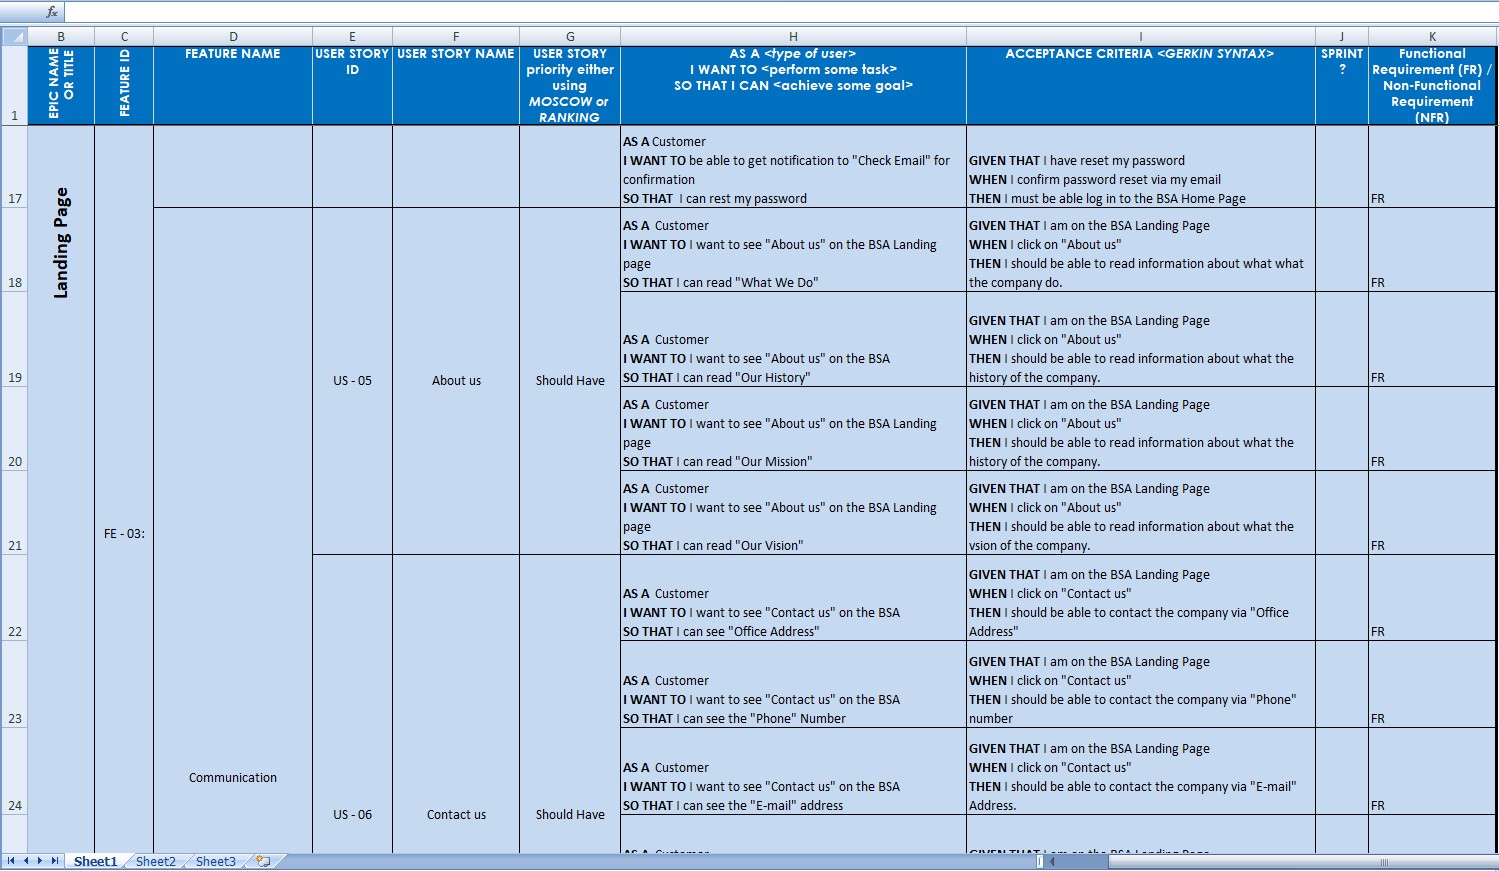 fx
B C D E F G H I J K
1
EPIC NAME
OR TITLE
FEATURE ID
FEATURE NAME
USER STORY
ID
USER STORY NAME
USER STORY
priority either
using
MOSCOW or
RANKING
AS A <type of user>
I WANT TO <perform some task>
SO THAT I CAN <achieve some goal>
ACCEPTANCE CRITERIA <GERKIN SYNTAX>
SPRINT
?
Functional
Requirement (FR) /
Non-Functional
Requirement
(NFR)
Landing Page
FE - 03:
Communication
17
AS A Customer
I WANT TO be able to get notification to "Check Email" for
confirmation
SO THAT I can rest my password
GIVEN THAT I have reset my password
WHEN I confirm password reset via my email
THEN I must be able log in to the BSA Home Page
FR
US - 05
About us
Should Have
18
AS A Customer
I WANT TO I want to see "About us" on the BSA Landing
page
SO THAT I can read "What We Do"
GIVEN THAT I am on the BSA Landing Page
WHEN I click on "About us"
THEN I should be able to read information about what what
the company do.
FR
19
AS A Customer
I WANT TO I want to see "About us" on the BSA
SO THAT I can read "Our History"
GIVEN THAT I am on the BSA Landing Page
WHEN I click on "About us"
THEN I should be able to read information about what the
history of the company.
FR
20
AS A Customer
I WANT TO I want to see "About us" on the BSA Landing
page
SO THAT I can read "Our Mission"
GIVEN THAT I am on the BSA Landing Page
WHEN I click on "About us"
THEN I should be able to read information about what the
history of the company.
FR
21
AS A Customer
I WANT TO I want to see "About us" on the BSA Landing
page
SO THAT I can read "Our Vision"
GIVEN THAT I am on the BSA Landing Page
WHEN I click on "About us"
THEN I should be able to read information about what the
vsion of the company.
FR
US - 06
Contact us
Should Have
22
AS A Customer
I WANT TO I want to see "Contact us" on the BSA
SO THAT I can see "Office Address"
GIVEN THAT I am on the BSA Landing Page
WHEN I click on "Contact us"
THEN I should be able to contact the company via "Office
Address"
FR
23
AS A Customer
I WANT TO I want to see "Contact us" on the BSA
SO THAT I can see the "Phone" Number
GIVEN THAT I am on the BSA Landing Page
WHEN I click on "Contact us"
THEN I should be able to contact the company via "Phone"
number
FR
24
AS A Customer
I WANT TO I want to see "Contact us" on the BSA
SO THAT I can see the "E-mail" address
GIVEN THAT I am on the BSA Landing Page
WHEN I click on "Contact us"
THEN I should be able to contact the company via "E-mail"
Address.
FR
Sheet1 Sheet2 Sheet3